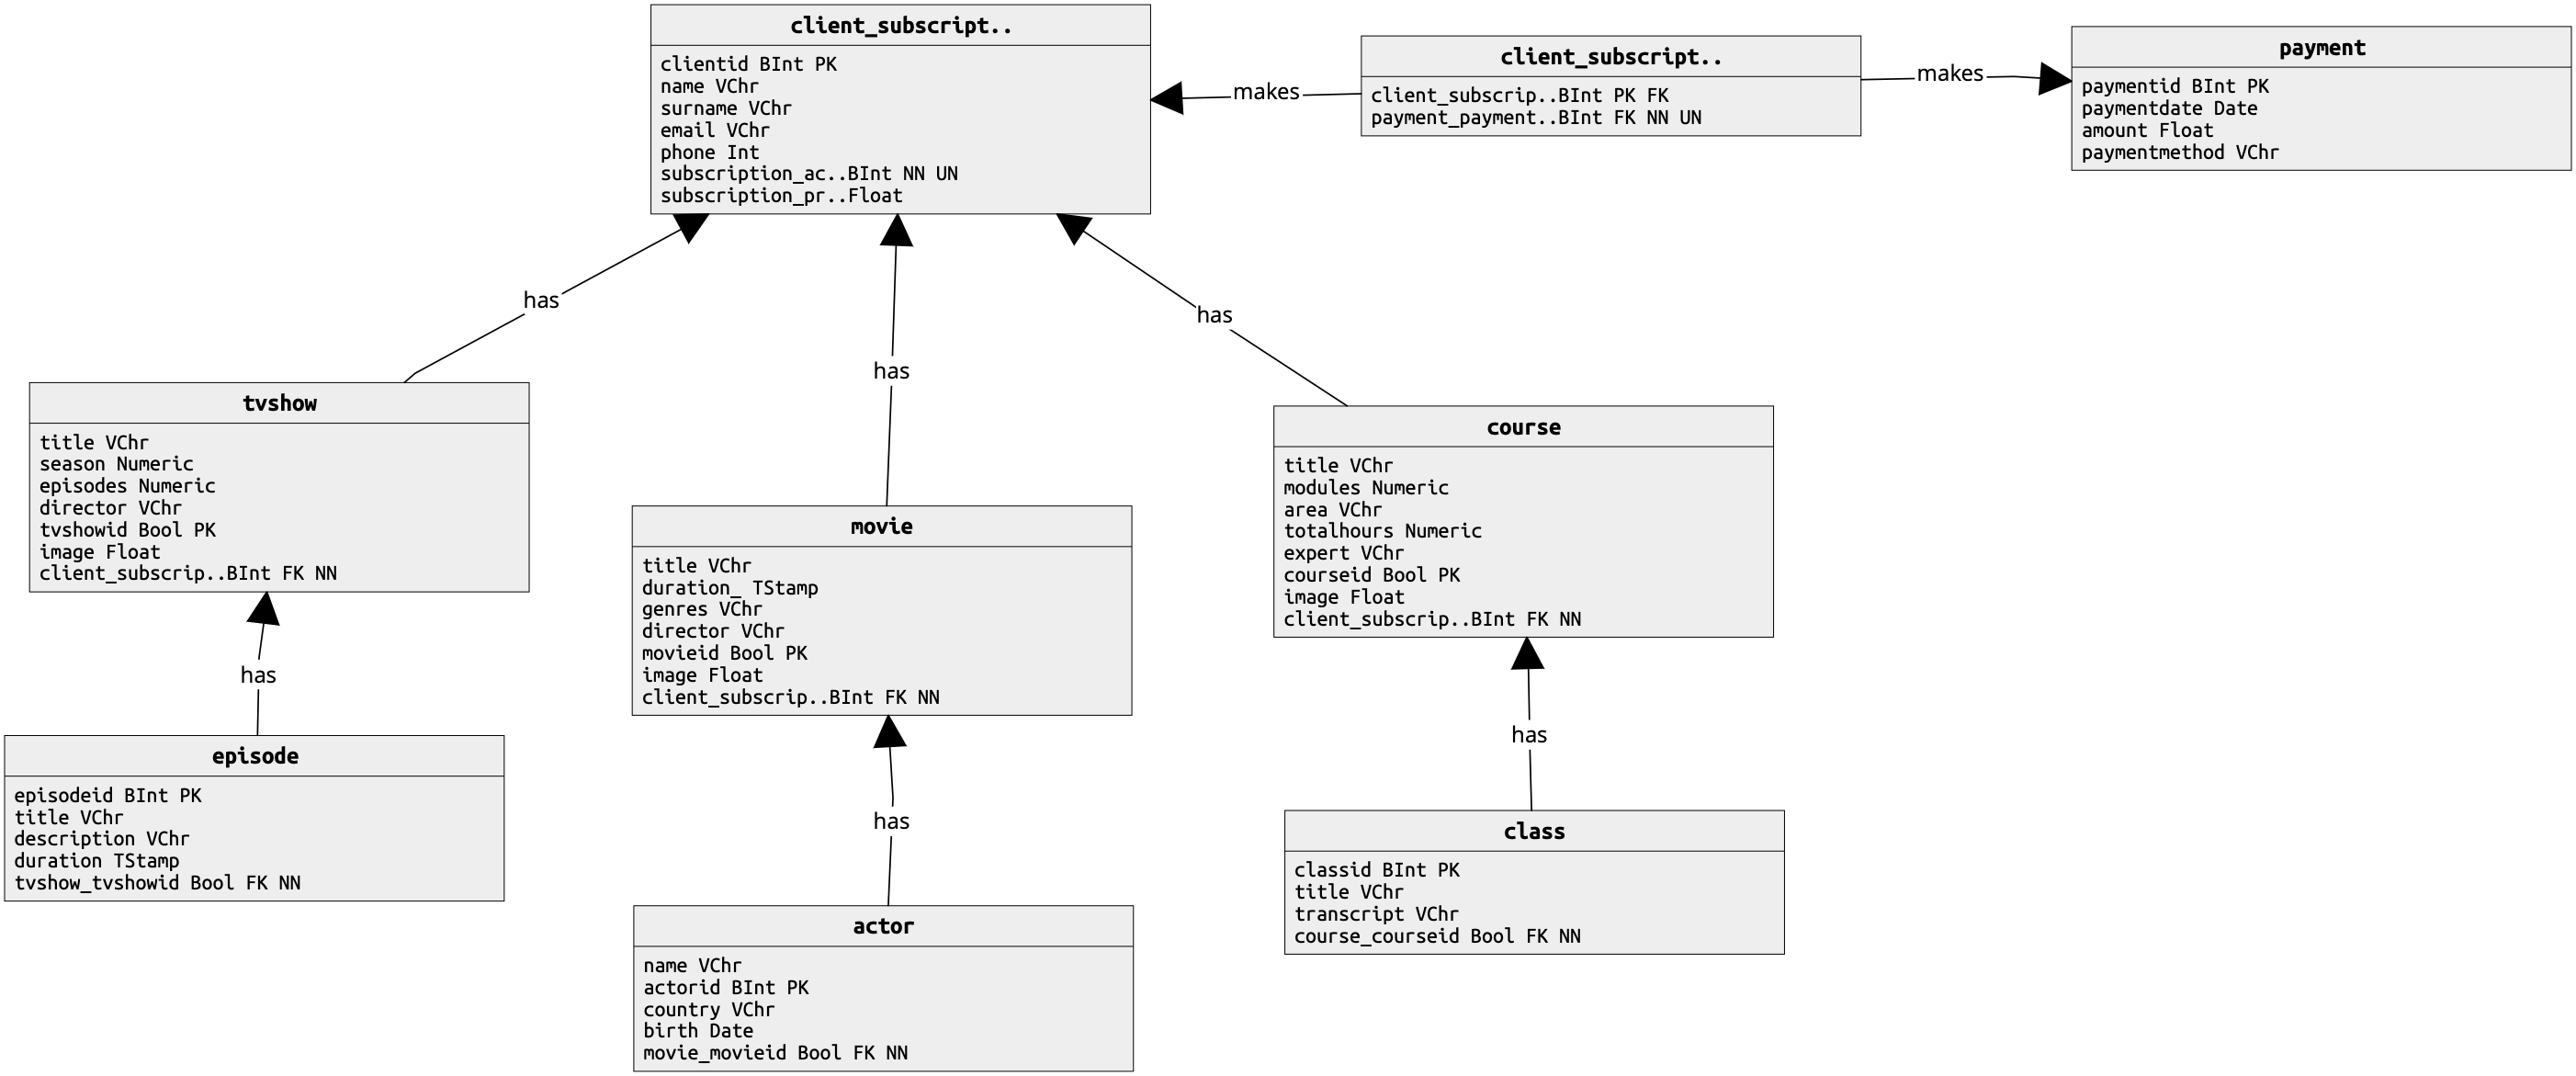 client_subscript..
clientid BInt PK
name VChr
surname VChr
email VChr
phone Int
subscription_ac..BInt NN UN
subscription_pr..Float
makes
client_subscript..
client_subscrip..BInt PK FK
payment_payment..BInt FK NN UN
makes
payment
paymentid BInt PK
paymentdate Date
amount Float
paymentmethod VChr
has
has
has
tvshow
title VChr
season Numeric
episodes Numeric
director VChr
tvshowid Bool PK
image Float
client_subscrip..BInt FK NN
movie
title VChr
duration_ TStamp
genres VChr
director VChr
movieid Bool PK
image Float
client_subscrip..BInt FK NN
course
title VChr
modules Numeric
area VChr
totalhours Numeric
expert VChr
courseid Bool PK
image Float
client_subscrip..BInt FK NN
has
has
has
episode
episodeid BInt PK
title VChr
description VChr
duration TStamp
tvshow_tvshowid Bool FK NN
actor
name VChr
actorid BInt PK
country VChr
birth Date
movie_movieid Bool FK NN
class
classid BInt PK
title VChr
transcript VChr
course_courseid Bool FK NN